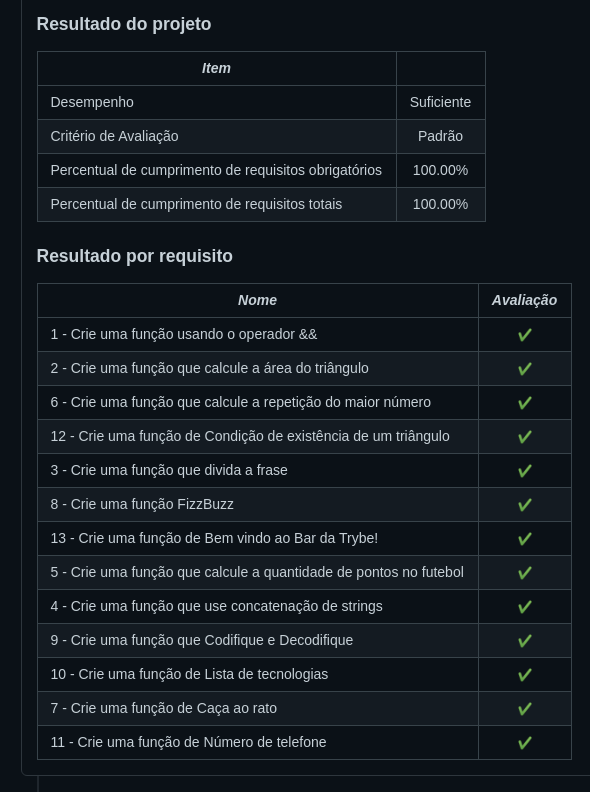 Resultado do projeto
Item
Desempenho Suficiente
Critério de Avaliação Padrão
Percentual de cumprimento de requisitos obrigatórios 100.00%
Percentual de cumprimento de requisitos totais 100.00%
Resultado por requisito
Nome Avaliação
1 - Crie uma função usando o operador && ✔
2 - Crie uma função que calcule a área do triângulo ✔
6 - Crie uma função que calcule a repetição do maior número ✔
12 - Crie uma função de Condição de existência de um triângulo ✔
3 - Crie uma função que divida a frase ✔
8 - Crie uma função FizzBuzz ✔
13 - Crie uma função de Bem vindo ao Bar da Trybe! ✔
5 - Crie uma função que calcule a quantidade de pontos no futebol ✔
4 - Crie uma função que use concatenação de strings ✔
9 - Crie uma função que Codifique e Decodifique ✔
10 - Crie uma função de Lista de tecnologias ✔
7 - Crie uma função de Caça ao rato ✔
11 - Crie uma função de Número de telefone ✔